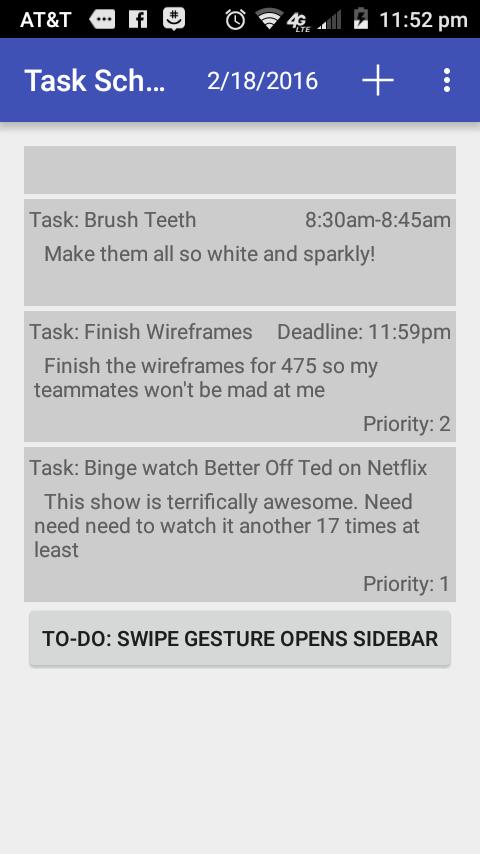 AT&T 4G LTE 11:52 pm
Task Sch... 2/18/2016
Task: Brush Teeth 8:30am-8:45am
Make them all so white and sparkly!
Task: Finish Wireframes Deadline: 11:59pm
Finish the wireframes for 475 so my
teammates won't be mad at me
Priority: 2
Task: Binge watch Better Off Ted on Netflix
This show is terrifically awesome. Need
need need to watch it another 17 times at
least
Priority: 1
TO-DO: SWIPE GESTURE OPENS SIDEBAR